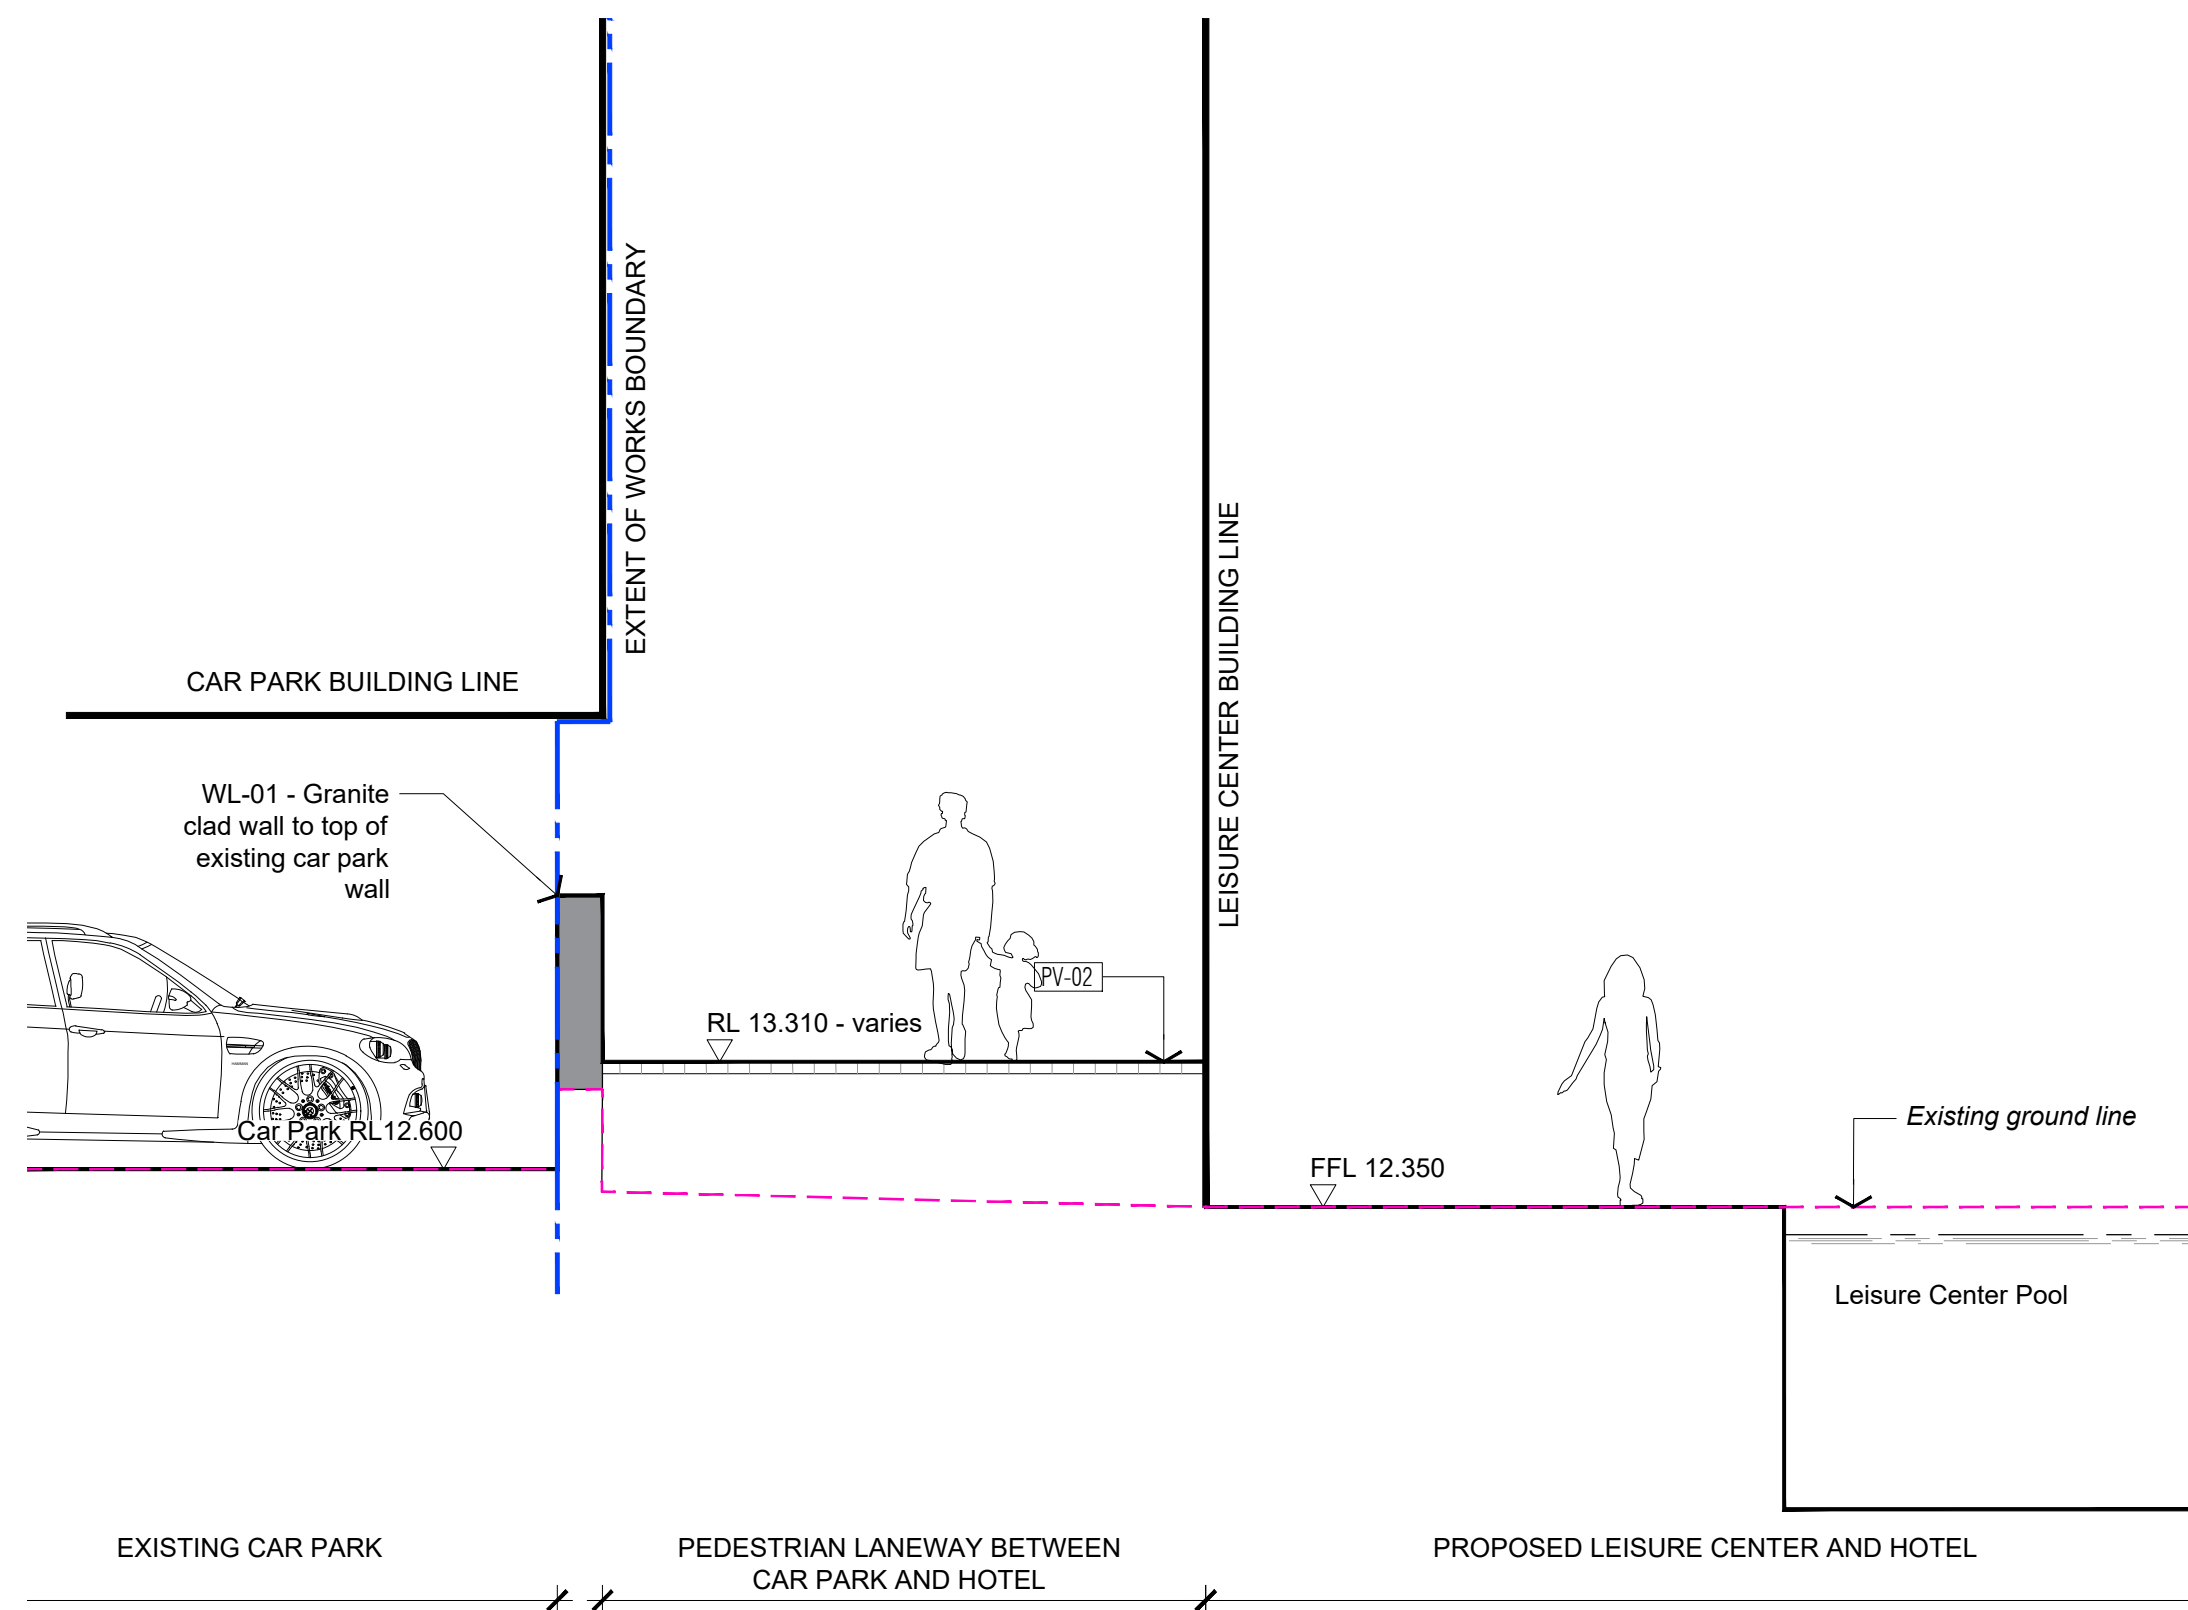 EXTENT OF WORKS BOUNDARY
LEISURE CENTER BUILDING LINE
CAR PARK BUILDING LINE
WL-01 - Granite
clad wall to top of
existing car park
wall
PV-02
RL 13.310 - varies
Car Park RL12.600
FFL 12.350
Existing ground line
Leisure Center Pool
EXISTING CAR PARK
PEDESTRIAN LANEWAY BETWEEN
CAR PARK AND HOTEL
PROPOSED LEISURE CENTER AND HOTEL